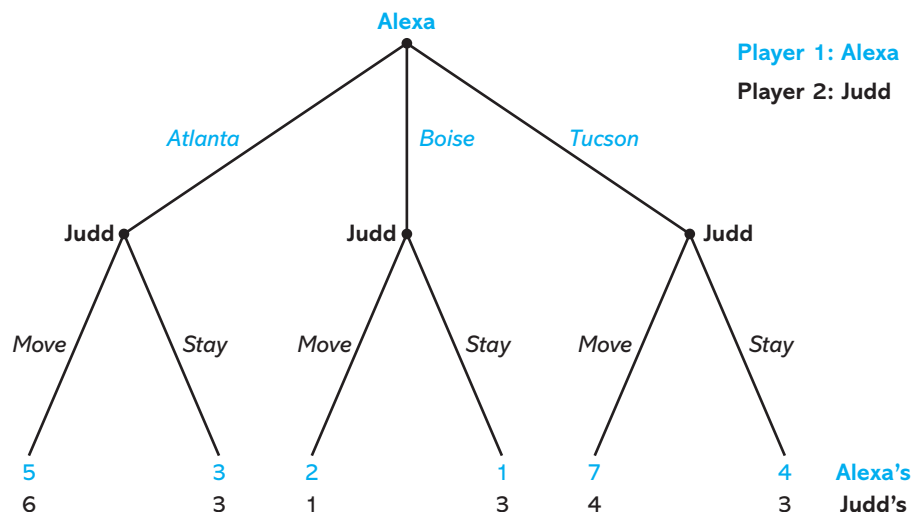 Alexa
Player 1: Alexa
Player 2: Judd
Atlanta Boise Tucson
Judd Judd Judd
Move Stay Move Stay Move Stay
5 3 2 1 7 4 Alexa's
6 3 1 3 4 3 Judd's